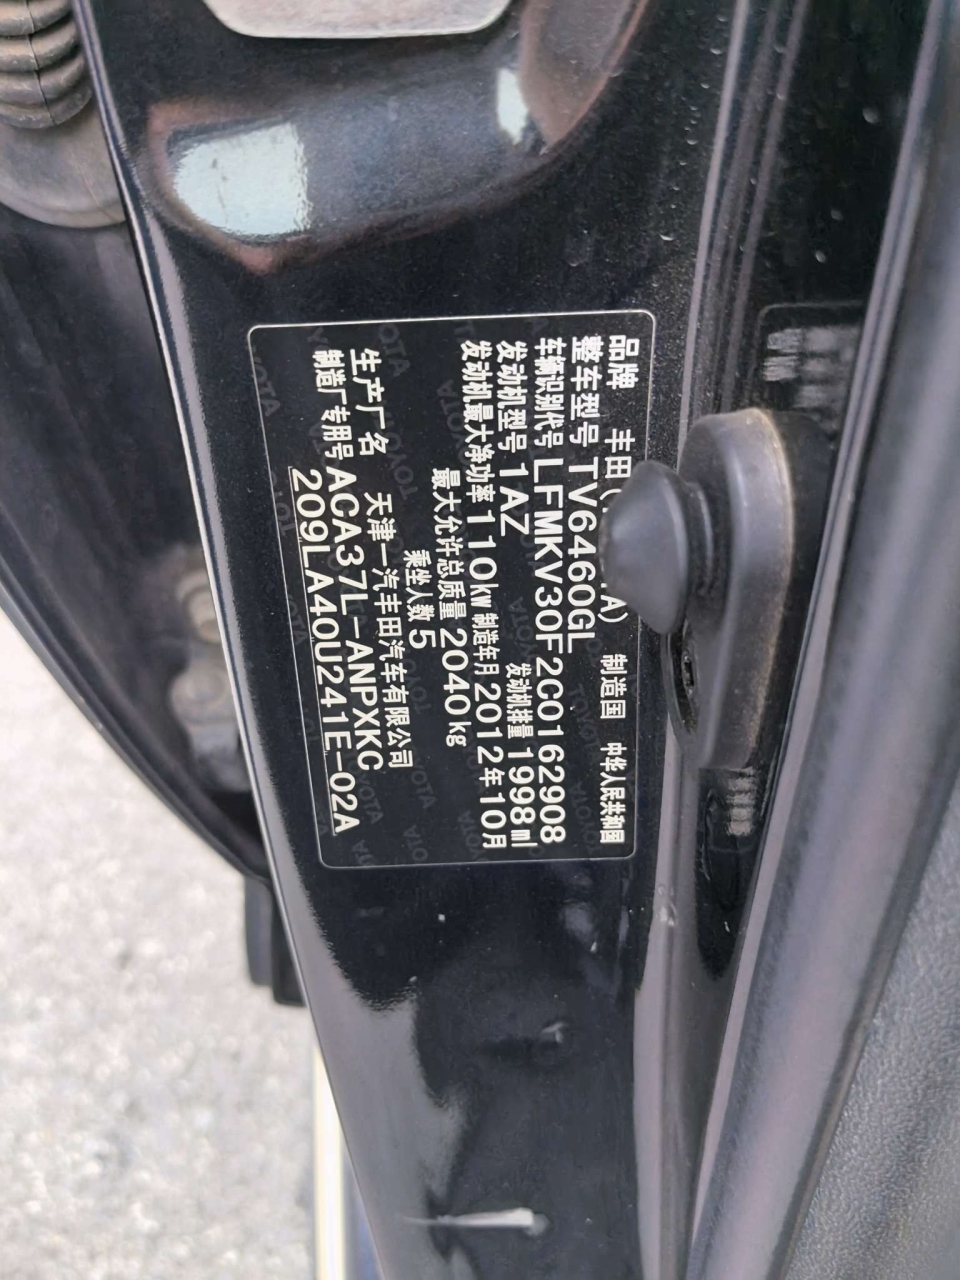 品牌 丰田( A) 制造国 中华人民共和国
整车型号 TV6460GL
车辆识别代号 LFMKV30F2C0162908
发动机型号 1AZ 发动机排量 1998ml
发动机最大净功率 110kw 制造年月 2012年10月
最大允许总质量 2040kg
乘坐人数 5
生产厂名 天津一汽丰田汽车有限公司
制造厂专用号 ACA37L-ANPXKC
209LA40U241E-02A